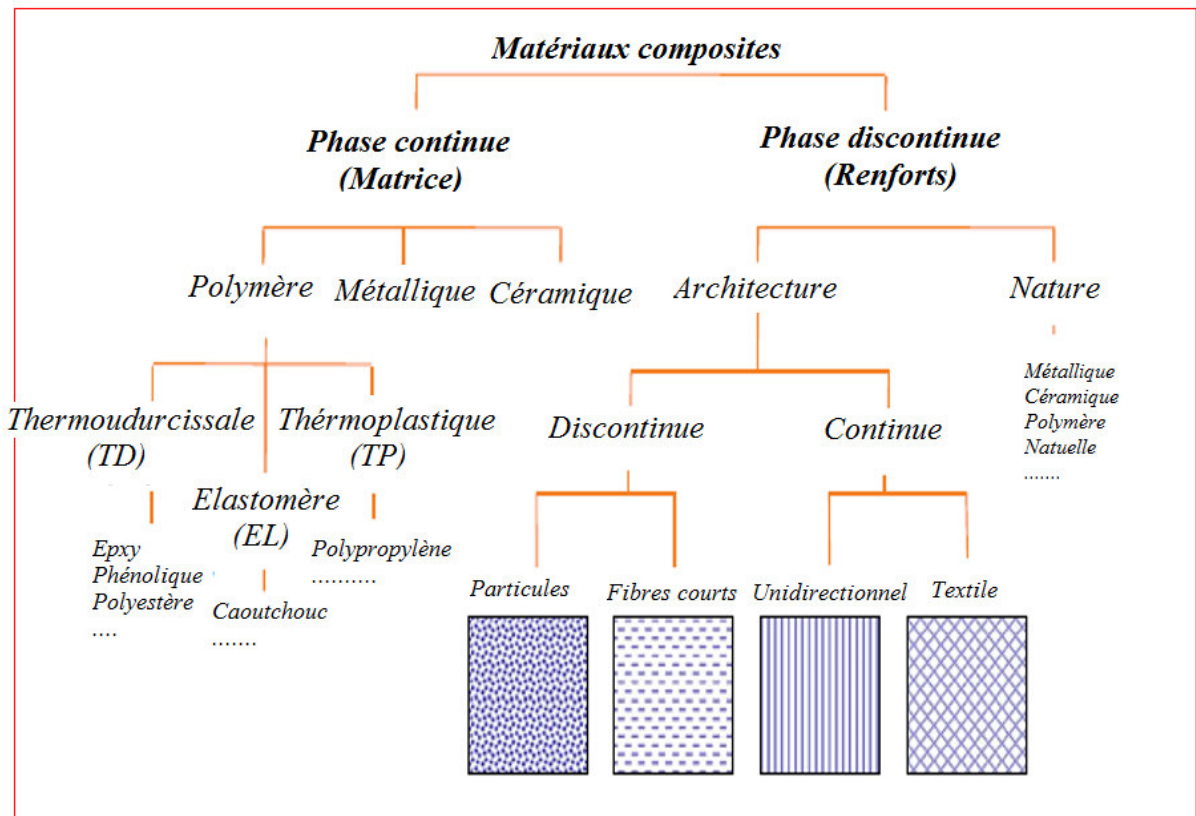 Matériaux composites
Phase continue
(Matrice)
Phase discontinue
(Renforts)
Polymère
Métallique
Céramique
Architecture
Nature
Métallique
Céramique
Polymère
Natuelle
.......
Thermoudurcissale
(TD)
Thérmoplastique
(TP)
Discontinue
Continue
Elastomère
(EL)
Epxy
Phénolique
Polyestère
....
Polypropylène
..........
Caoutchouc
.......
Particules
Fibres courts
Unidirectionnel
Textile